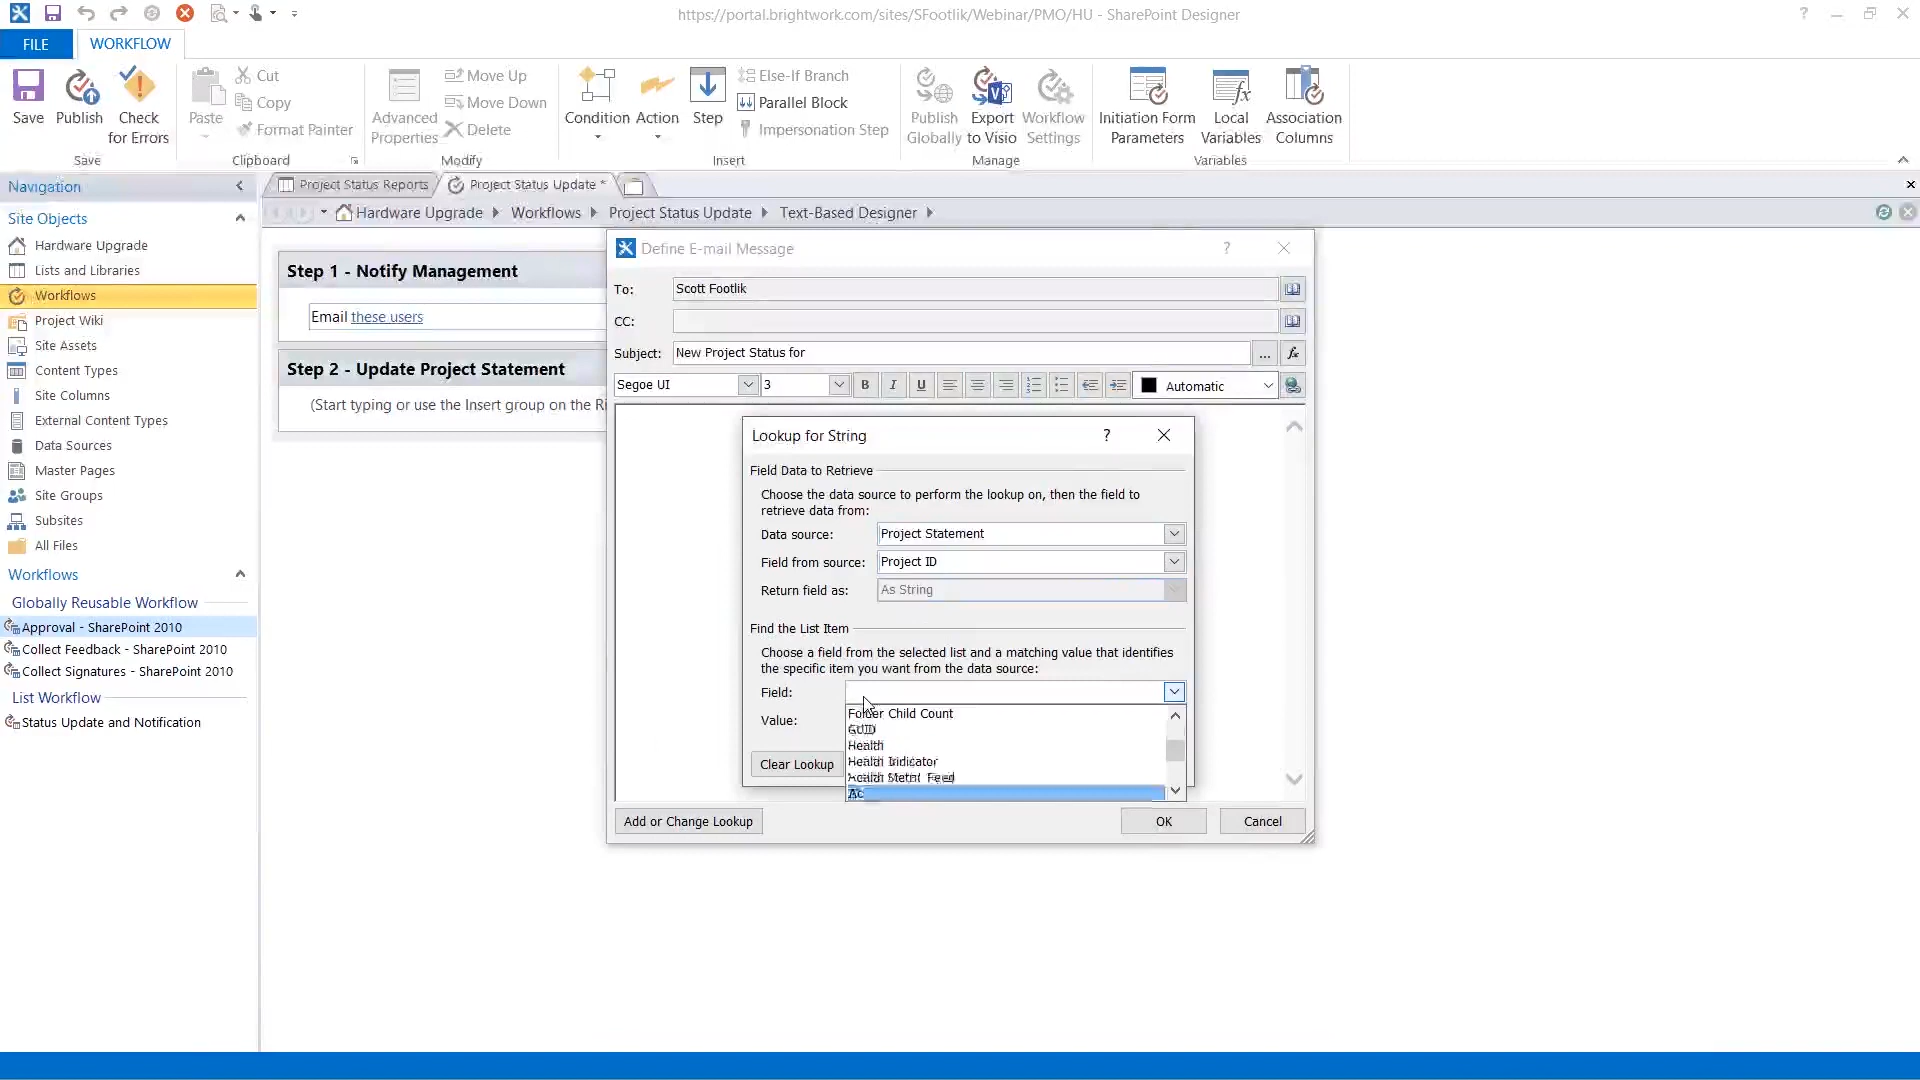 https://portal.brightwork.com/sites/SFootlik/Webinar/PMO/HU - SharePoint Designer
FILE
WORKFLOW
Save
Publish
Check for Errors
Save
Paste
Cut
Copy
Format Painter
Clipboard
Advanced Properties
Move Up
Move Down
Delete
Modify
Condition
Action
Step
Else-If Branch
Parallel Block
Impersonation Step
Insert
Publish Globally
Export to Visio
Workflow Settings
Manage
Initiation Form Parameters
Local Variables
Association Columns
Variables
Navigation
Project Status Reports
Project Status Update *
Hardware Upgrade
Workflows
Project Status Update
Text-Based Designer
Site Objects
Hardware Upgrade
Lists and Libraries
Workflows
Project Wiki
Site Assets
Content Types
Site Columns
External Content Types
Data Sources
Master Pages
Site Groups
Subsites
All Files
Workflows
Globally Reusable Workflow
Approval - SharePoint 2010
Collect Feedback - SharePoint 2010
Collect Signatures - SharePoint 2010
List Workflow
Status Update and Notification
Step 1 - Notify Management
Email these users
Step 2 - Update Project Statement
(Start typing or use the Insert group on the Ri
Define E-mail Message
?
To: Scott Footlik
CC:
Subject: New Project Status for
... fx
Segoe UI
3
B I U
Automatic
Lookup for String
?
Field Data to Retrieve
Choose the data source to perform the lookup on, then the field to
retrieve data from:
Data source: Project Statement
Field from source: Project ID
Return field as: As String
Find the List Item
Choose a field from the selected list and a matching value that identifies
the specific item you want from the data source:
Field:
Value:
Folder Child Count
GUID
Health
Health Indicator
Clear Lookup
Add or Change Lookup
OK
Cancel